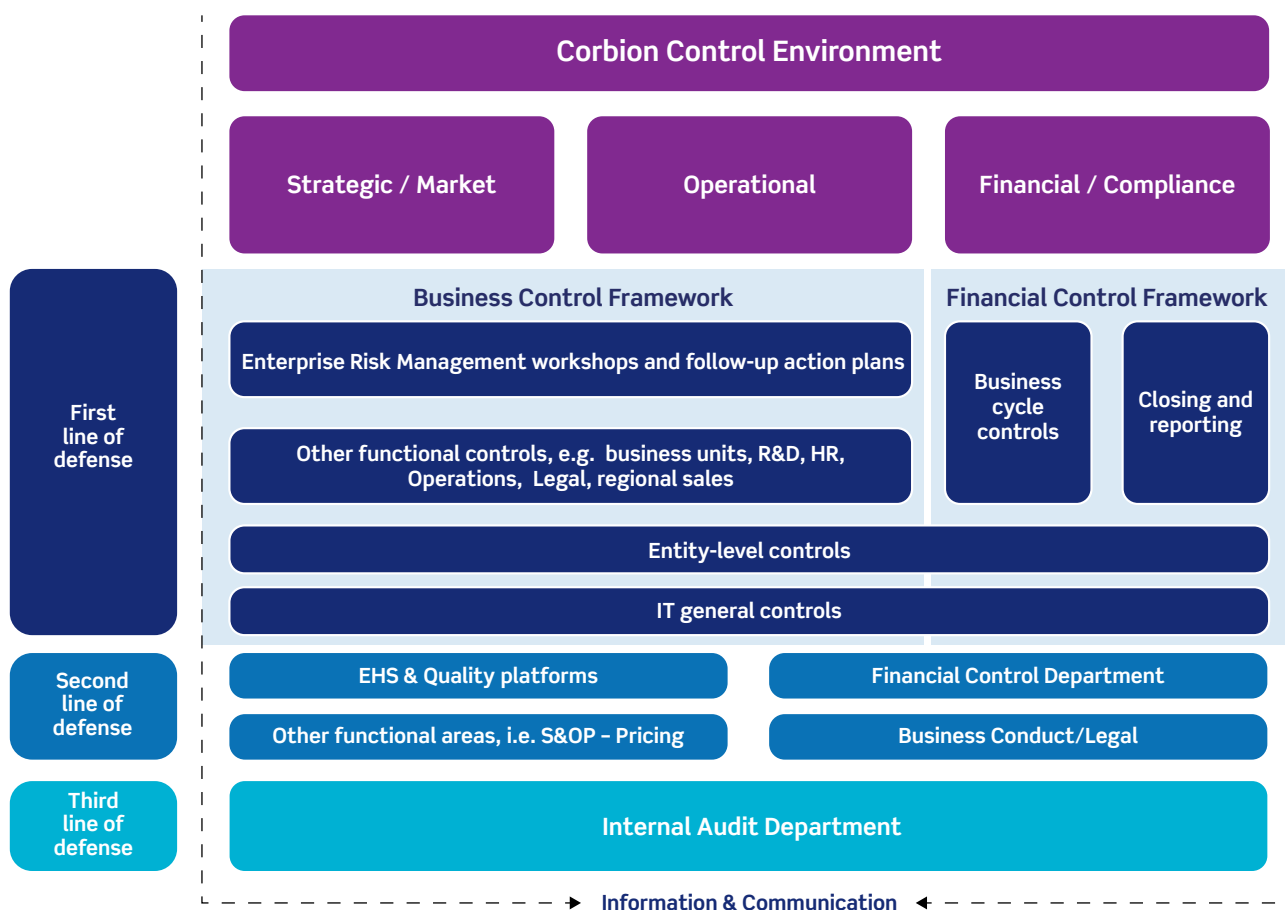 Corbion Control Environment
Strategic / Market
Operational
Financial / Compliance
First
line of
defense
Business Control Framework
Enterprise Risk Management workshops and follow-up action plans
Other functional controls, e.g. business units, R&D, HR,
Operations, Legal, regional sales
Financial Control Framework
Business
cycle
controls
Closing and
reporting
Entity-level controls
IT general controls
Second
line of
defense
EHS & Quality platforms
Financial Control Department
Other functional areas, i.e. S&OP – Pricing
Business Conduct/Legal
Third
line of
defense
Internal Audit Department
Information & Communication